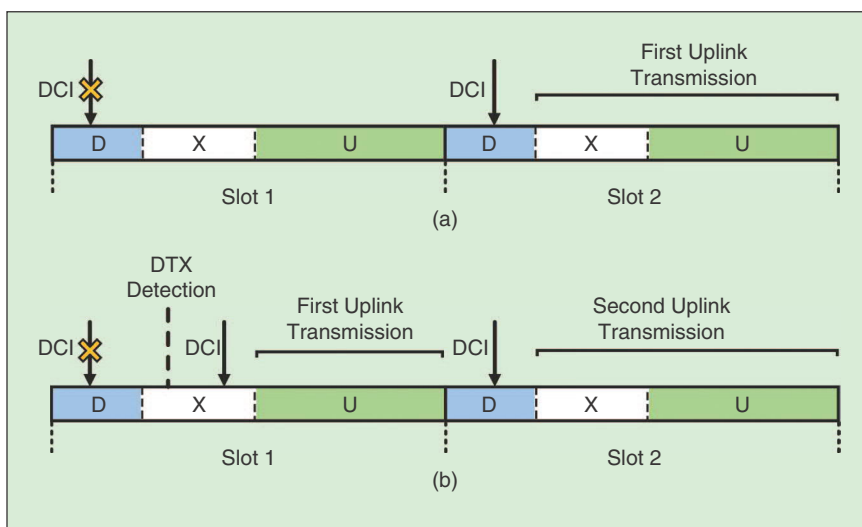 First Uplink
Transmission
DCI
DCI
D X U D X U
Slot 1 Slot 2
(a)
DTX
Detection
First Uplink
Transmission
Second Uplink
Transmission
DCI
DCI
DCI
D X U D X U
Slot 1 Slot 2
(b)